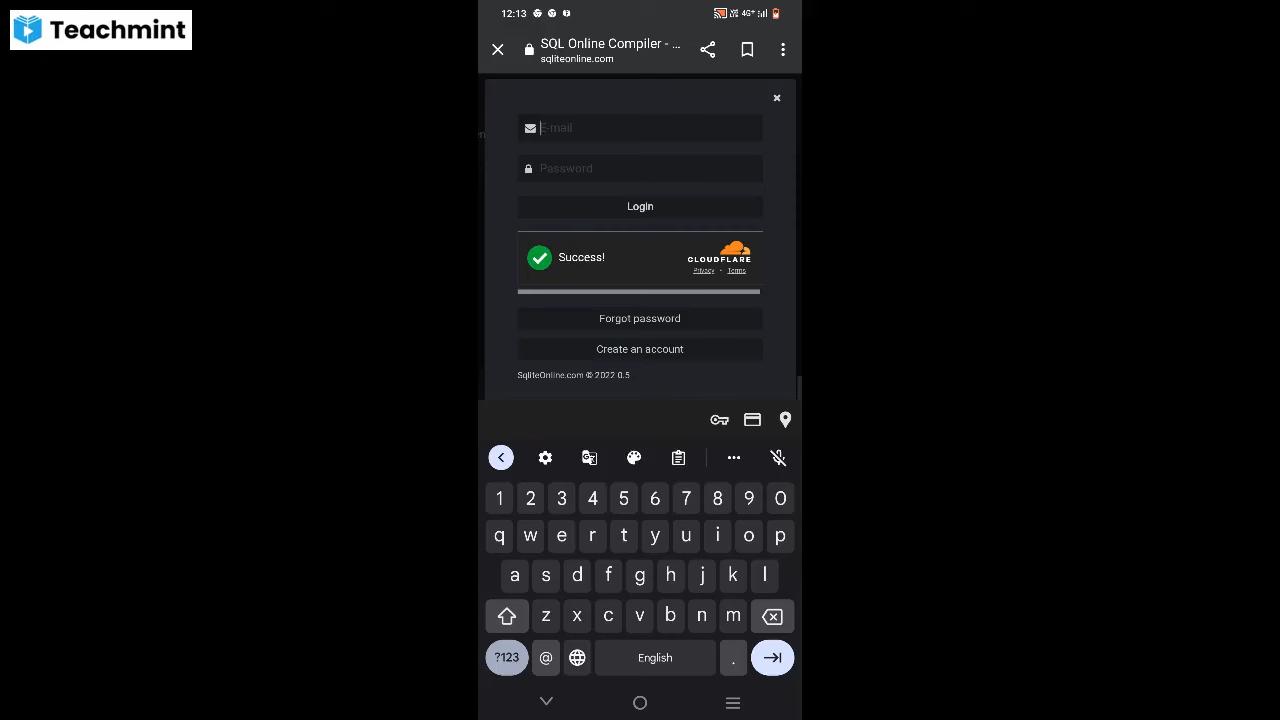 Teachmint
12:13 4G+
SQL Online Compiler - ...
sqliteonline.com
E-mail
Password
Login
Success!
CLOUDFLARE
Privacy • Terms
Forgot password
Create an account
SqliteOnline.com © 2022 0.5
1 2 3 4 5 6 7 8 9 0
q w e r t y u i o p
a s d f g h j k l
z x c v b n m
?123 @ English .